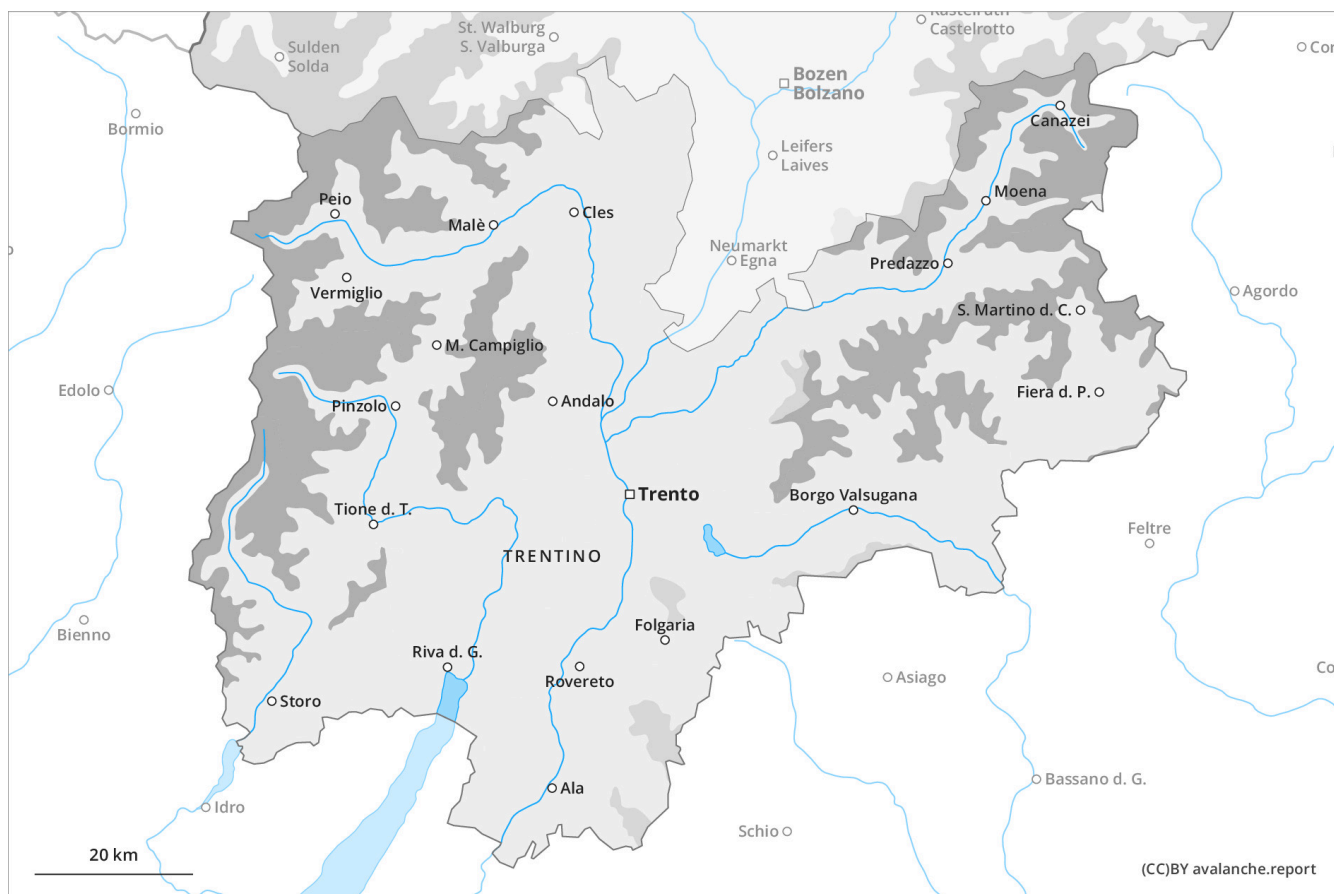 St. Walburg
S. Valburga
Kastelruth
Castelrotto
Sulden
Solda
Bozen
Bolzano
Bormio
Canazei
Leifers
Laives
Peio
Malè
Cles
Moena
Neumarkt
Egna
Predazzo
Vermiglio
Agordo
S. Martino d. C.
M. Campiglio
Edolo
Pinzolo
Andalo
Fiera d. P.
Trento
Borgo Valsugana
Tione d. T.
Feltre
TRENTINO
Bienno
Folgaria
Riva d. G.
Rovereto
Asiago
Co
Storo
Ala
Bassano d. G.
Idro
Schio
20 km
(CC)BY avalanche.report